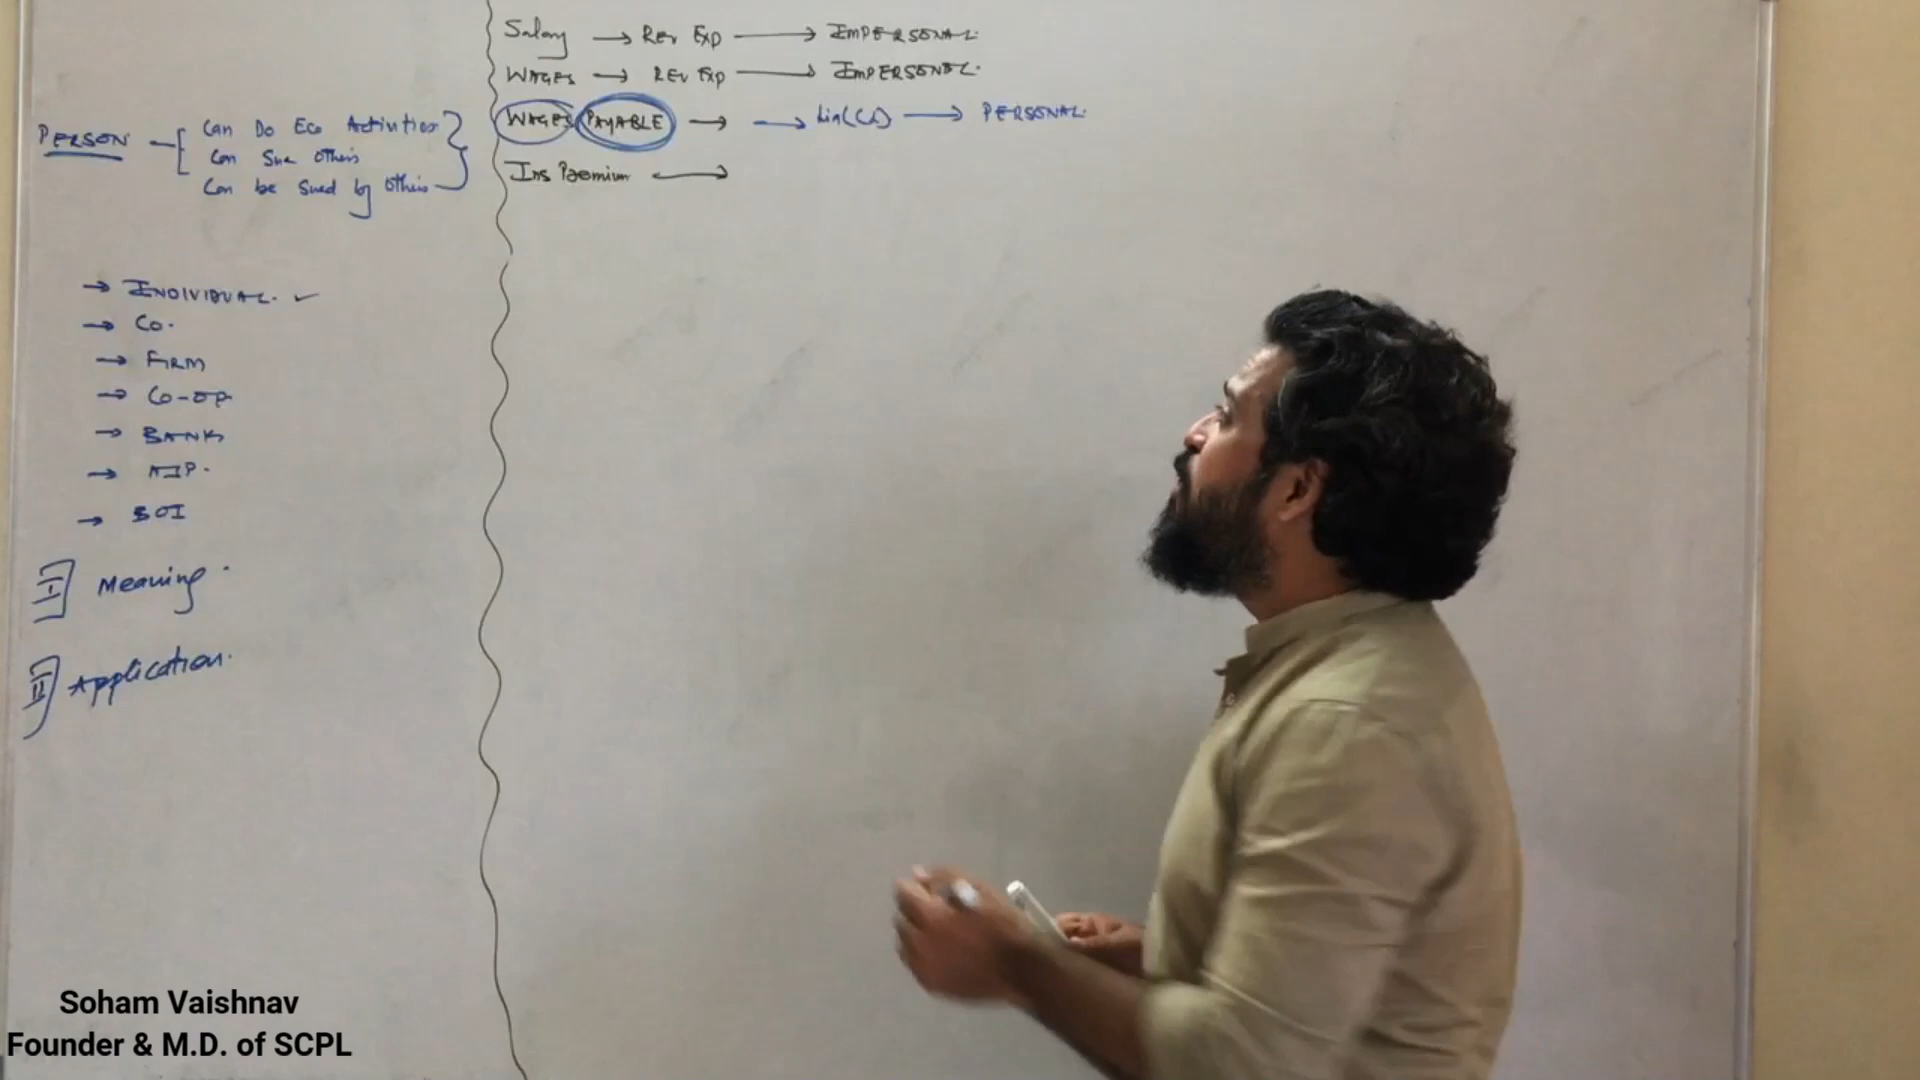 PERSON
Can Do Eco Activities
Can Sue Others
Can be Sued by Others
→ INDIVIDUAL. ✓
→ Co.
→ FIRM
→ Co-op
→ BANK
→ AJP.
→ BOI
I Meaning.
II Application.
Salary → Rev Exp → IMPERSONAL.
WAGES → REV EXP → IMPERSONAL.
WAGES PAYABLE → → Lia(CL) → PERSONAL.
Ins Premium →
Soham Vaishnav
Founder & M.D. of SCPL